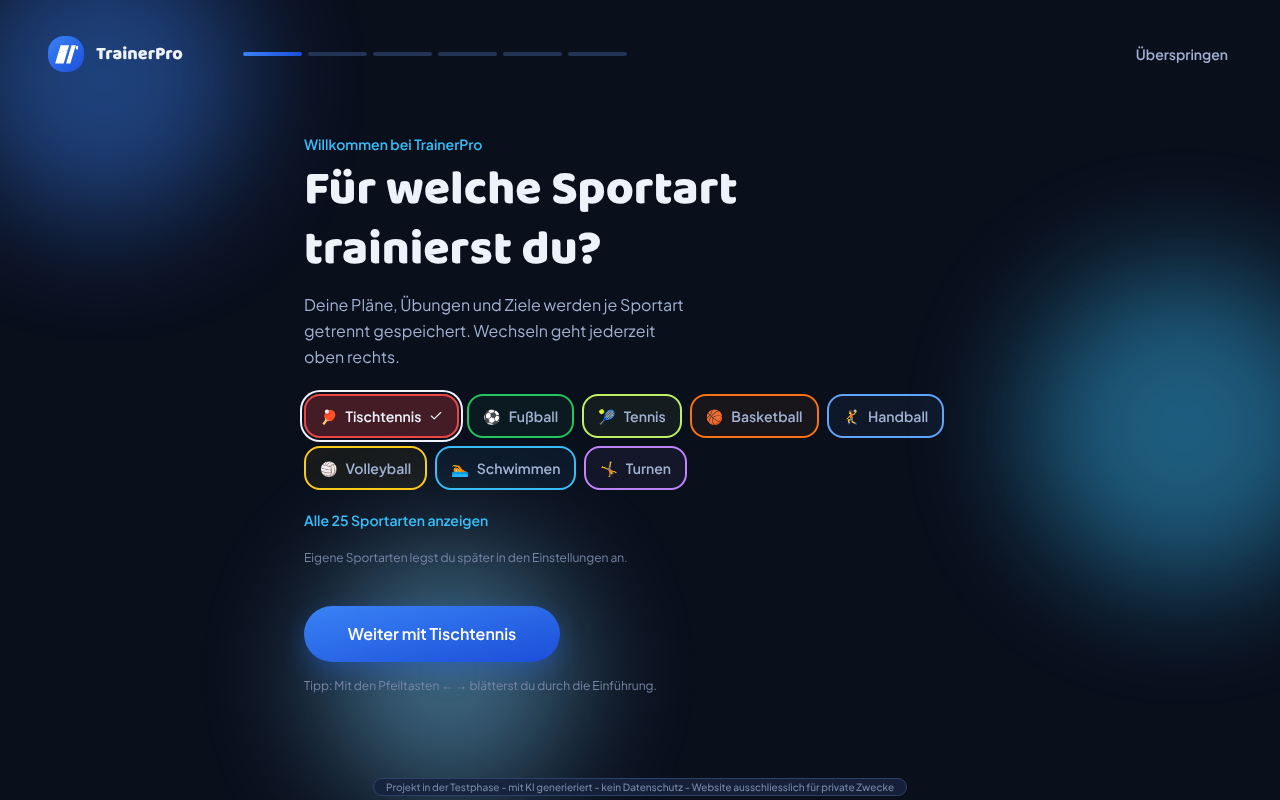 TrainerPro
Überspringen
Willkommen bei TrainerPro
Für welche Sportart
trainierst du?
Deine Pläne, Übungen und Ziele werden je Sportart
getrennt gespeichert. Wechseln geht jederzeit
oben rechts.
Tischtennis
Fußball
Tennis
Basketball
Handball
Volleyball
Schwimmen
Turnen
Alle 25 Sportarten anzeigen
Eigene Sportarten legst du später in den Einstellungen an.
Weiter mit Tischtennis
Tipp: Mit den Pfeiltasten ← → blätterst du durch die Einführung.
Projekt in der Testphase - mit KI generieriert - kein Datenschutz - Website ausschliesslich für private Zwecke